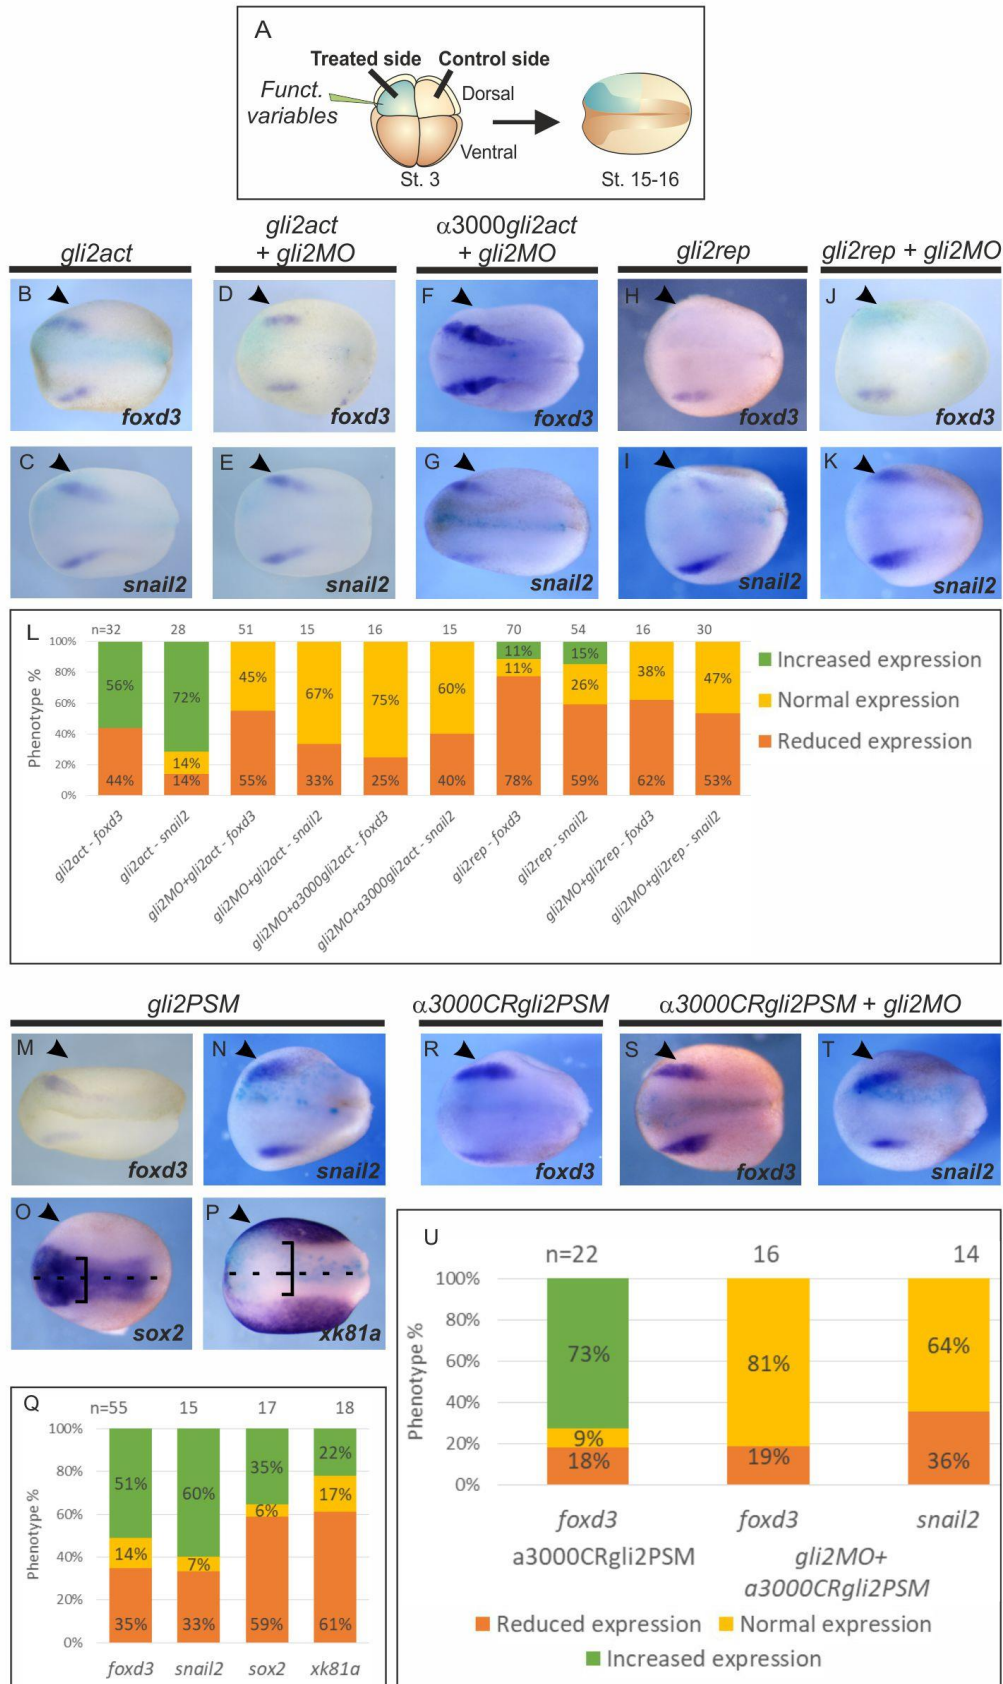 A
Treated side Control side
Funct.
variables
Dorsal
Ventral
St. 3
St. 15-16
gli2act
gli2act
+ gli2MO
α3000gli2act
+ gli2MO
gli2rep
gli2rep + gli2MO
B
foxd3
D
foxd3
F
foxd3
H
foxd3
J
foxd3
C
snail2
E
snail2
G
snail2
I
snail2
K
snail2
L
n=32 28 51 15 16 15 70 54 16 30
Phenotype %
100%
80%
60%
40%
20%
0%
56%
44%
72%
14%
14%
45%
55%
67%
33%
75%
25%
60%
40%
11%
11%
78%
15%
26%
59%
38%
62%
47%
53%
gli2act - foxd3
gli2act - snail2
gli2MO+gli2act - foxd3
gli2MO+gli2act - snail2
gli2MO+a3000gli2act - foxd3
gli2MO+a3000gli2act - snail2
gli2rep - foxd3
gli2rep - snail2
gli2MO+gli2rep - foxd3
gli2MO+gli2rep - snail2
Increased expression
Normal expression
Reduced expression
gli2PSM
α3000CRgli2PSM
α3000CRgli2PSM + gli2MO
M
foxd3
N
snail2
R
foxd3
S
foxd3
T
snail2
O
sox2
P
xk81a
Q
n=55 15 17 18
Phenotype %
100%
80%
60%
40%
20%
0%
51%
14%
35%
60%
7%
33%
35%
6%
59%
22%
17%
61%
foxd3 snail2 sox2 xk81a
U
n=22 16 14
Phenotype %
100%
80%
60%
40%
20%
0%
73%
9%
18%
81%
19%
64%
36%
foxd3 foxd3 snail2
a3000CRgli2PSM
gli2MO+
a3000CRgli2PSM
Reduced expression Normal expression
Increased expression